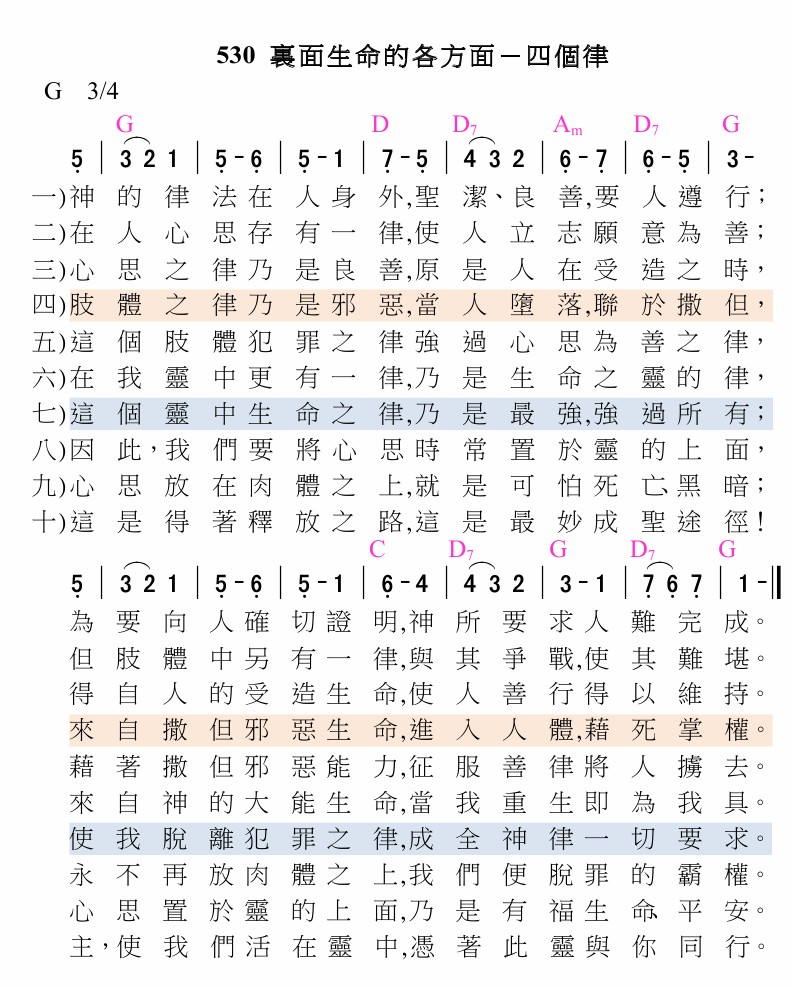 530 裏面生命的各方面－四個律
G 3/4
G D D7 Am D7 G
5 | 3 2 1 | 5 - 6 | 5 - 1 | 7 - 5 | 4 3 2 | 6 - 7 | 6 - 5 | 3 -
一)神的律法在人身外,聖潔、良善,要人遵行；
二)在人心思存有一律,使人立志願意為善；
三)心思之律乃是良善,原是人在受造之時，
四)肢體之律乃是邪惡,當人墮落,聯於撒但，
五)這個肢體犯罪之律強過心思為善之律，
六)在我靈中更有一律,乃是生命之靈的律，
七)這個靈中生命之律,乃是最強,強過所有；
八)因此，我們要將心思時常置於靈的上面，
九)心思放在肉體之上,就是可怕死亡、黑暗；
十)這是得著釋放之路,這是最妙成聖途徑！
C D7 G D7 G
5 | 3 2 1 | 5 - 6 | 5 - 1 | 6 - 4 | 4 3 2 | 3 - 1 | 7 6 7 | 1 - ||
為要向人確切證明,神所要求人難完成。
但肢體中另有一律,與其爭戰,使其難堪。
得自人的受造生命,使人善行得以維持。
來自撒但邪惡生命,進入人體,藉死掌權。
藉著撒但邪惡能力,征服善律將人擄去。
來自神的大能生命,當我重生即為我具。
使我脫離犯罪之律,成全神律一切要求。
永不再放肉體之上,我們便脫罪的霸權。
心思置於靈的上面,乃是有福生命、平安。
主，使我們活在靈中,憑著此靈與你同行。